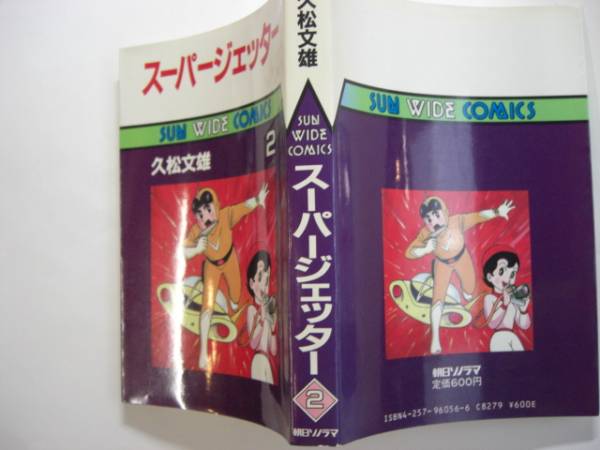 スーパージェッター
SUN WIDE COMICS
2
久松文雄
久松文雄
SUN
WIDE
COMICS
スーパージェッター
2
朝日ソノラマ
SUN WIDE COMICS
朝日ソノラマ
定価600円
ISBN4-257-96056-6 C8279 ¥600E